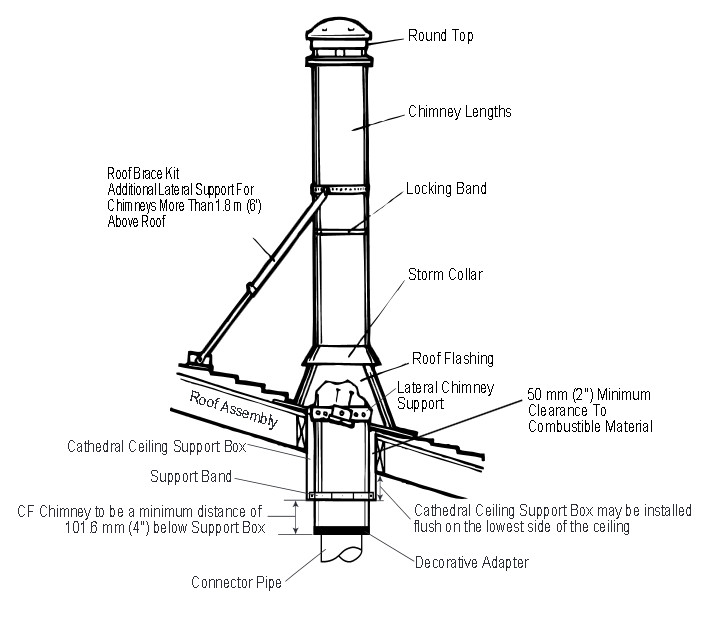 Round Top
Chimney Lengths
Roof Brace Kit
Additional Lateral Support For
Chimneys More Than 1.8 m (6')
Above Roof
Locking Band
Storm Collar
Roof Flashing
Lateral Chimney
Support
50 mm (2") Minimum
Clearance To
Combustible Material
Roof Assembly
Cathedral Ceiling Support Box
Support Band
CF Chimney to be a minimum distance of
101.6 mm (4") below Support Box
Cathedral Ceiling Support Box may be installed
flush on the lowest side of the ceiling
Decorative Adapter
Connector Pipe